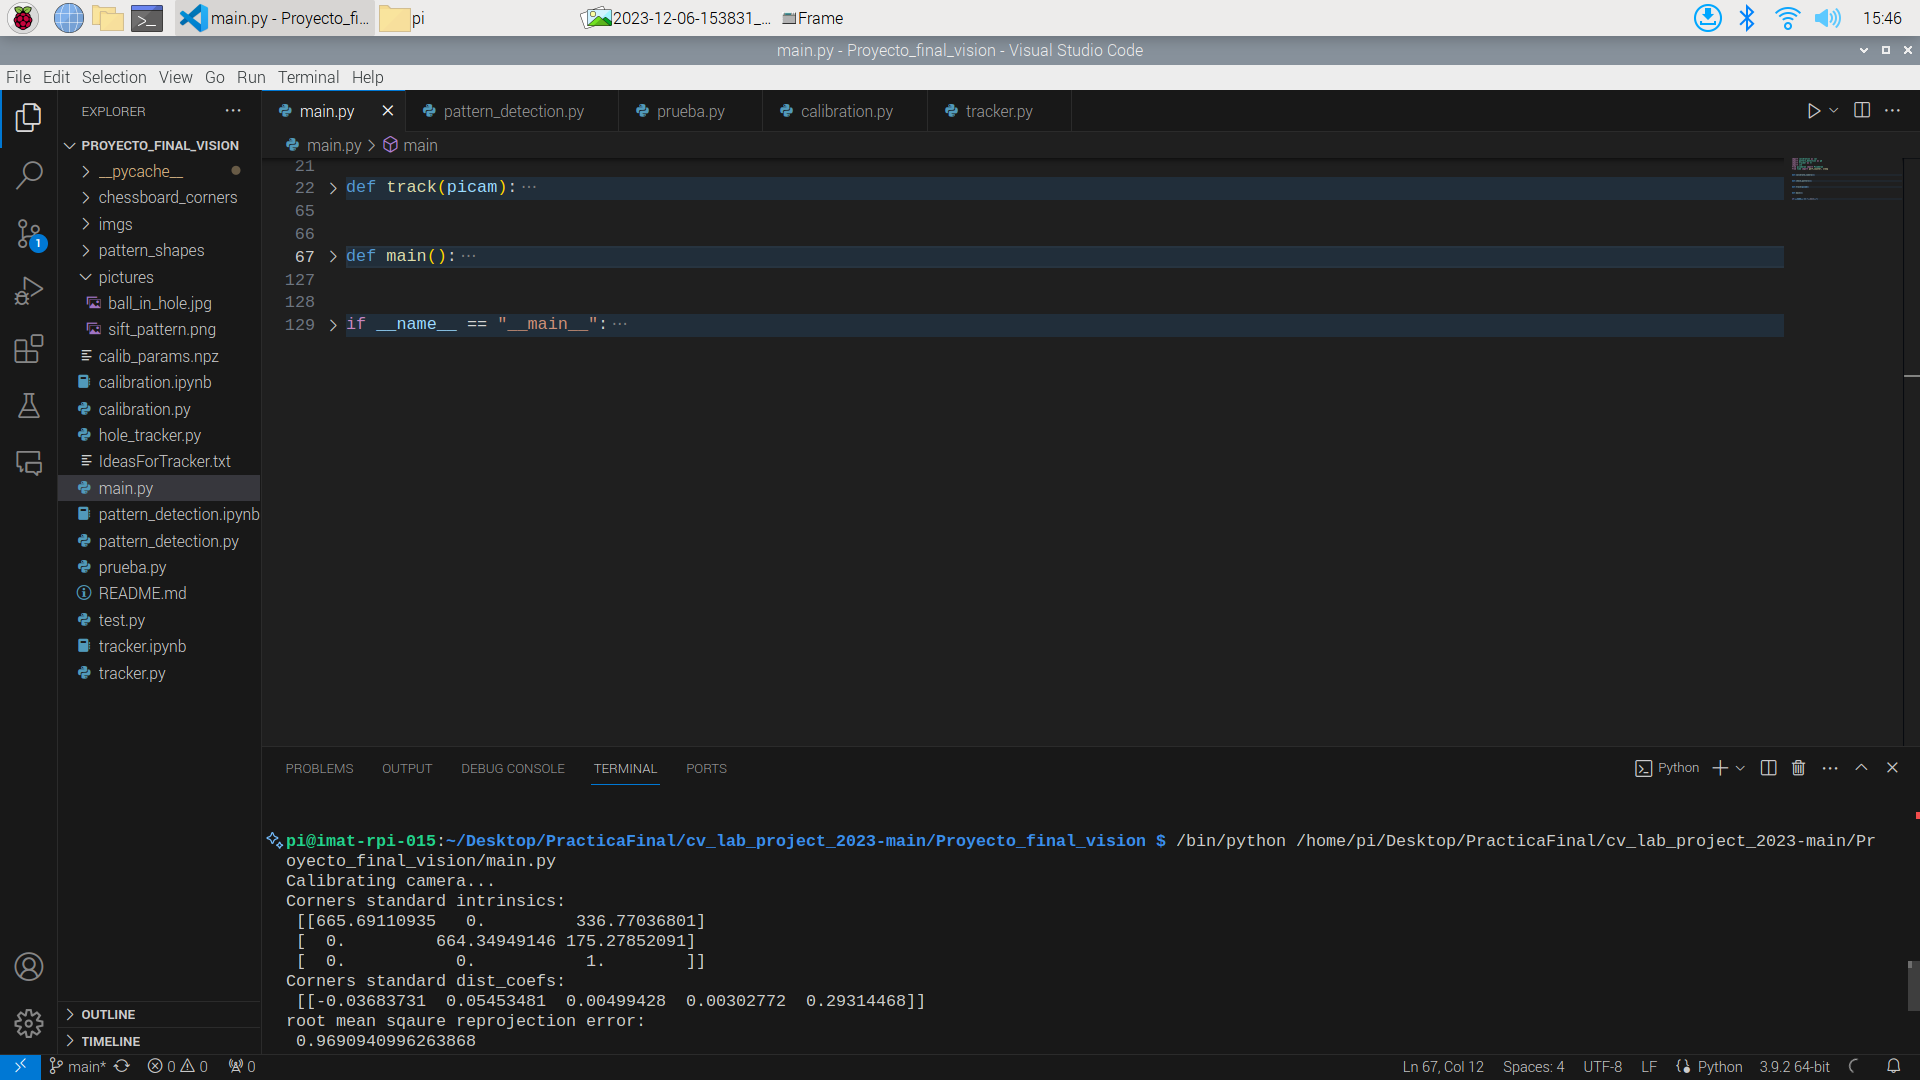 main.py - Proyecto_fi...
pi
2023-12-06-153831_...
Frame
15:46
main.py - Proyecto_final_vision - Visual Studio Code
File Edit Selection View Go Run Terminal Help
EXPLORER
PROYECTO_FINAL_VISION
__pycache__
chessboard_corners
imgs
pattern_shapes
pictures
ball_in_hole.jpg
sift_pattern.png
calib_params.npz
calibration.ipynb
calibration.py
hole_tracker.py
IdeasForTracker.txt
main.py
pattern_detection.ipynb
pattern_detection.py
prueba.py
README.md
test.py
tracker.ipynb
tracker.py
OUTLINE
TIMELINE
1
main.py pattern_detection.py prueba.py calibration.py tracker.py
main.py > main
21
22 def track(picam):···
65
66
67 def main():···
127
128
129 if __name__ == "__main__":···
PROBLEMS OUTPUT DEBUG CONSOLE TERMINAL PORTS
Python
pi@imat-rpi-015:~/Desktop/PracticaFinal/cv_lab_project_2023-main/Proyecto_final_vision $ /bin/python /home/pi/Desktop/PracticaFinal/cv_lab_project_2023-main/Pr
oyecto_final_vision/main.py
Calibrating camera...
Corners standard intrinsics:
[[665.69110935 0. 336.77036801]
[ 0. 664.34949146 175.27852091]
[ 0. 0. 1. ]]
Corners standard dist_coefs:
[[-0.03683731 0.05453481 0.00499428 0.00302772 0.29314468]]
root mean sqaure reprojection error:
0.9690940996263868
main* 0 0 0 Ln 67, Col 12 Spaces: 4 UTF-8 LF Python 3.9.2 64-bit